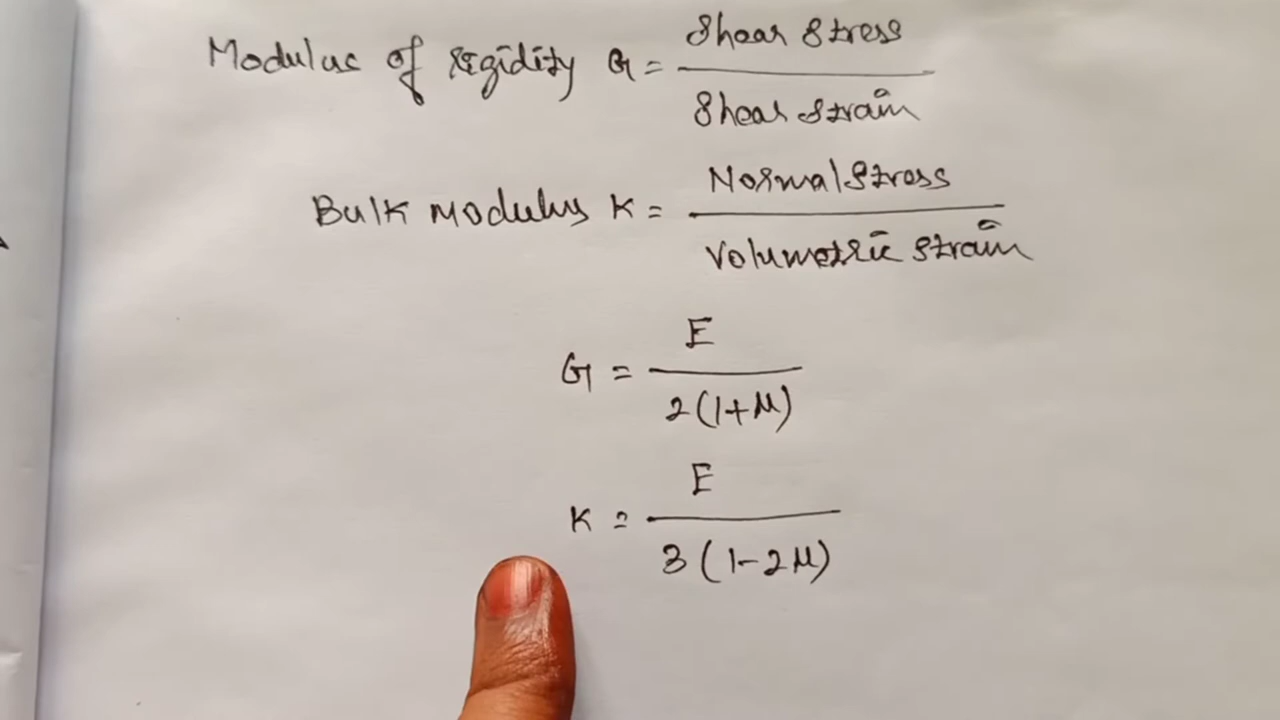 Modulus of rigidity G = Shear Stress / Shear Strain
Bulk Modulus K = Normal Stress / Volumetric Strain
G = E / 2(1+μ)
K = E / 3(1-2μ)